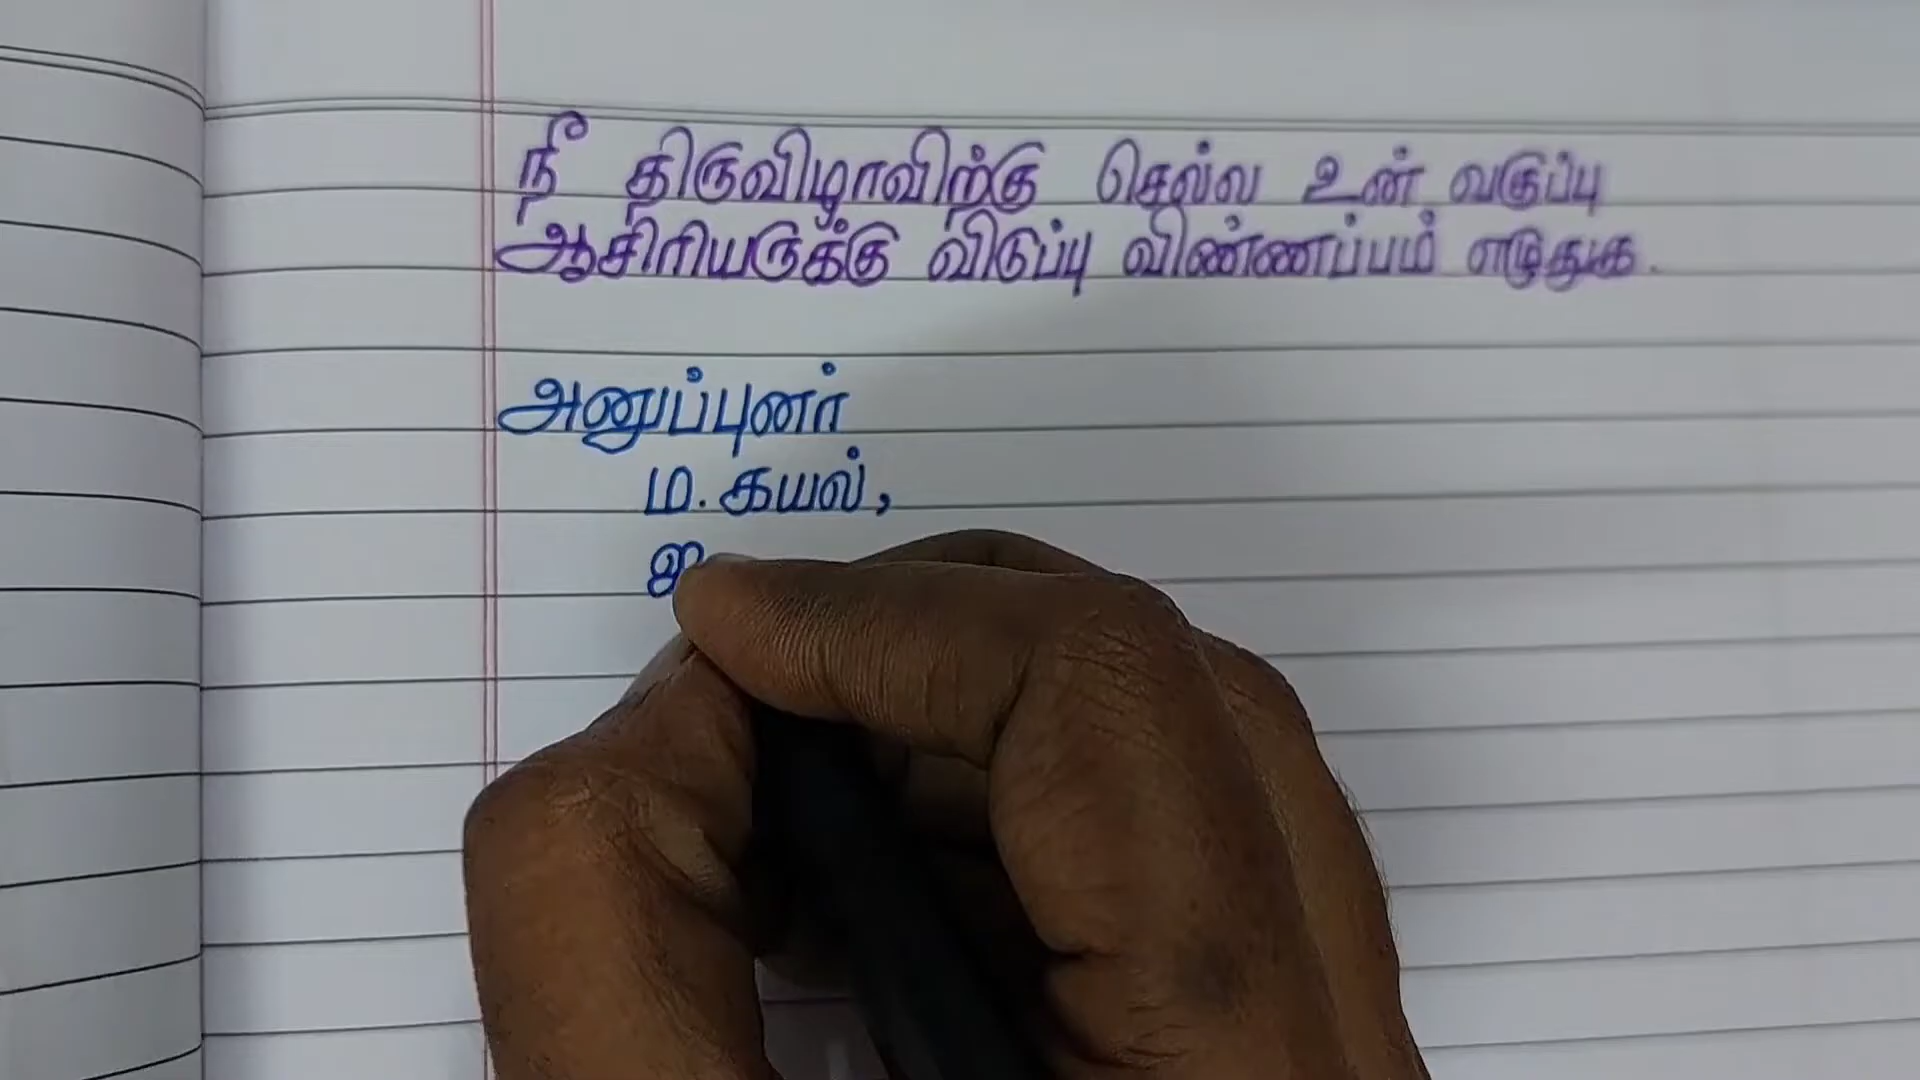 நீ திருவிழாவிற்கு செல்ல உன் வகுப்பு
ஆசிரியருக்கு விடுப்பு விண்ணப்பம் எழுதுக.
அனுப்புனர்
ம. கயல்,
ஐ